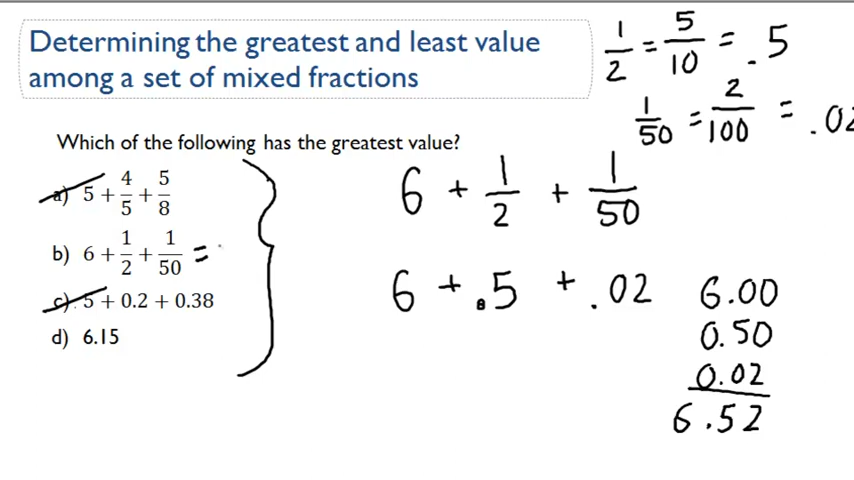 Determining the greatest and least value
among a set of mixed fractions
1/2 = 5/10 = .5
1/50 = 2/100 = .02
Which of the following has the greatest value?
a) 5 + 4/5 + 5/8
b) 6 + 1/2 + 1/50 =
c) 5 + 0.2 + 0.38
d) 6.15
6 + 1/2 + 1/50
6 + .5 + .02
6.00
0.50
0.02
6.52